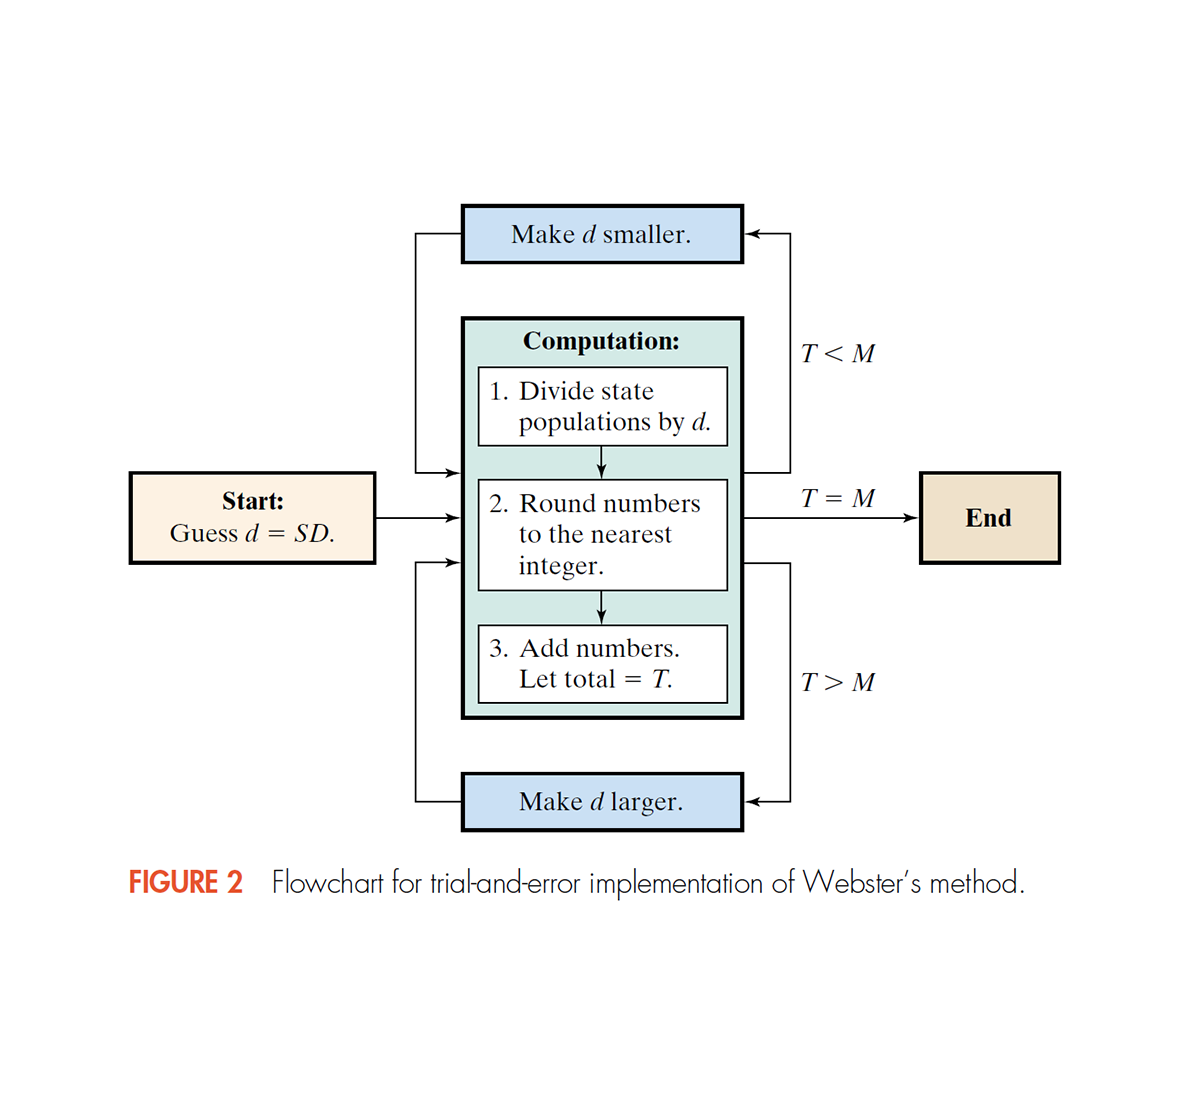 Make d smaller.
Computation:
1. Divide state
populations by d.
T < M
Start:
Guess d = SD.
2. Round numbers
to the nearest
integer.
T = M
End
3. Add numbers.
Let total = T.
T > M
Make d larger.
FIGURE 2 Flowchart for trial-and-error implementation of Webster's method.